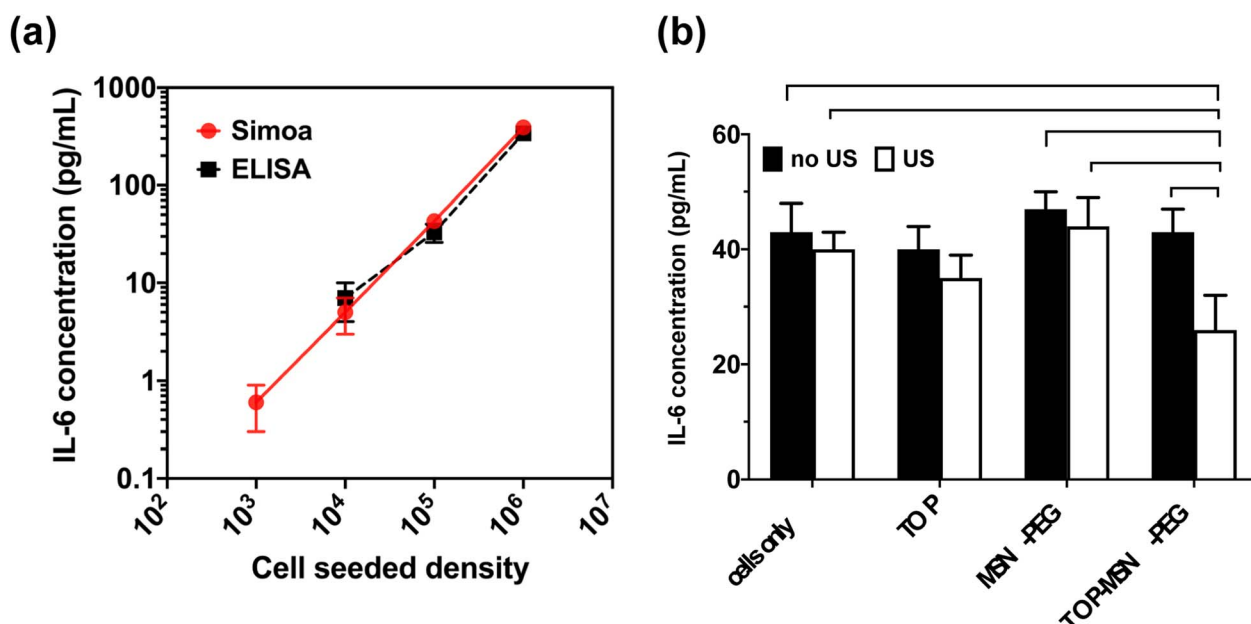 (a)
IL-6 concentration (pg/mL)
1000
100
10
1
0.1
Simoa
ELISA
10²
10³
10⁴
10⁵
10⁶
10⁷
Cell seeded density
(b)
IL-6 concentration (pg/mL)
60
40
20
0
no US
US
cells only
TOP
MSN -PEG
TOP-MSN -PEG